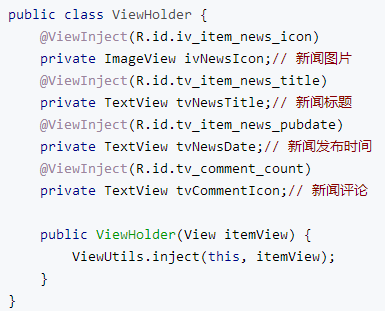 public class ViewHolder {
    @ViewInject(R.id.iv_item_news_icon)
    private ImageView ivNewsIcon;// 新闻图片
    @ViewInject(R.id.tv_item_news_title)
    private TextView tvNewsTitle;// 新闻标题
    @ViewInject(R.id.tv_item_news_pubdate)
    private TextView tvNewsDate;// 新闻发布时间
    @ViewInject(R.id.tv_comment_count)
    private TextView tvCommentIcon;// 新闻评论

    public ViewHolder(View itemView) {
        ViewUtils.inject(this, itemView);
    }
}